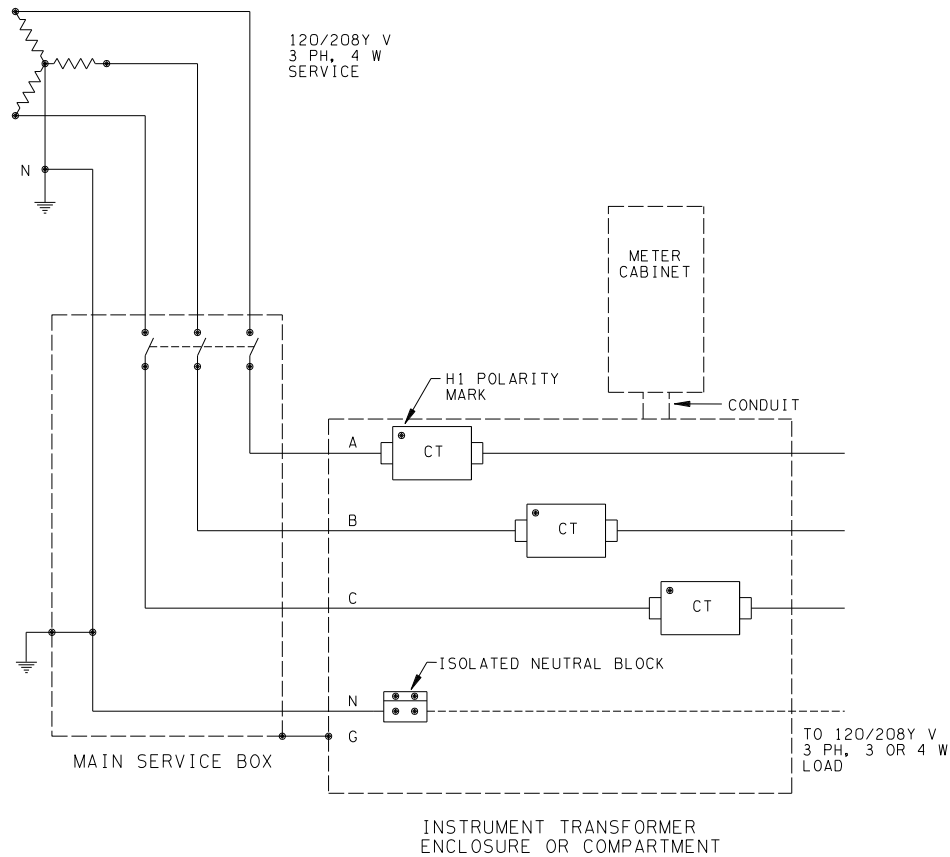 120/208Y V
3 PH, 4 W
SERVICE
N
METER
CABINET
H1 POLARITY
MARK
CONDUIT
A
CT
B
CT
C
CT
ISOLATED NEUTRAL BLOCK
N
G
TO 120/208Y V
3 PH, 3 OR 4 W
LOAD
MAIN SERVICE BOX
INSTRUMENT TRANSFORMER
ENCLOSURE OR COMPARTMENT